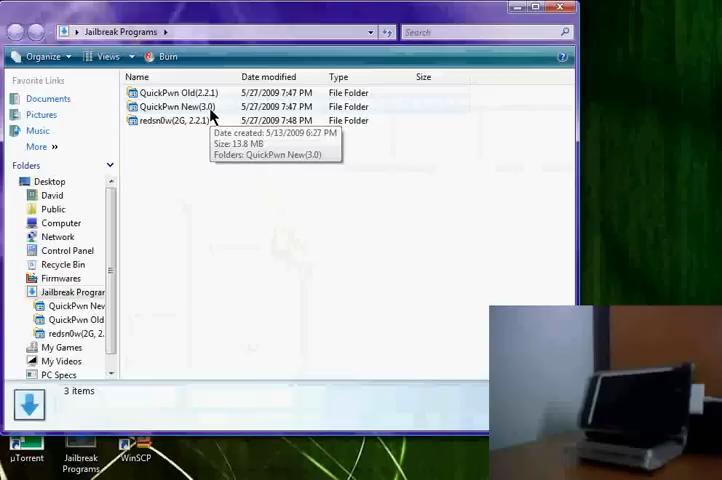 Jailbreak Programs
Search
Organize Views Burn
Favorite Links
Name Date modified Type Size
Documents
QuickPwn Old(2.2.1) 5/27/2009 7:47 PM File Folder
QuickPwn New(3.0) 5/27/2009 7:47 PM File Folder
Pictures
redsn0w(2G, 2.2.1) 5/27/2009 7:48 PM File Folder
Music
Date created: 5/13/2009 6:27 PM
Size: 13.8 MB
More »
Folders: QuickPwn New(3.0)
Folders
Desktop
David
Public
Computer
Network
Control Panel
Recycle Bin
Firmwares
Jailbreak Progran
QuickPwn New
QuickPwn Old
redsn0w(2G, 2.
My Games
My Videos
PC Specs
3 items
µTorrent Jailbreak WinSCP
Programs